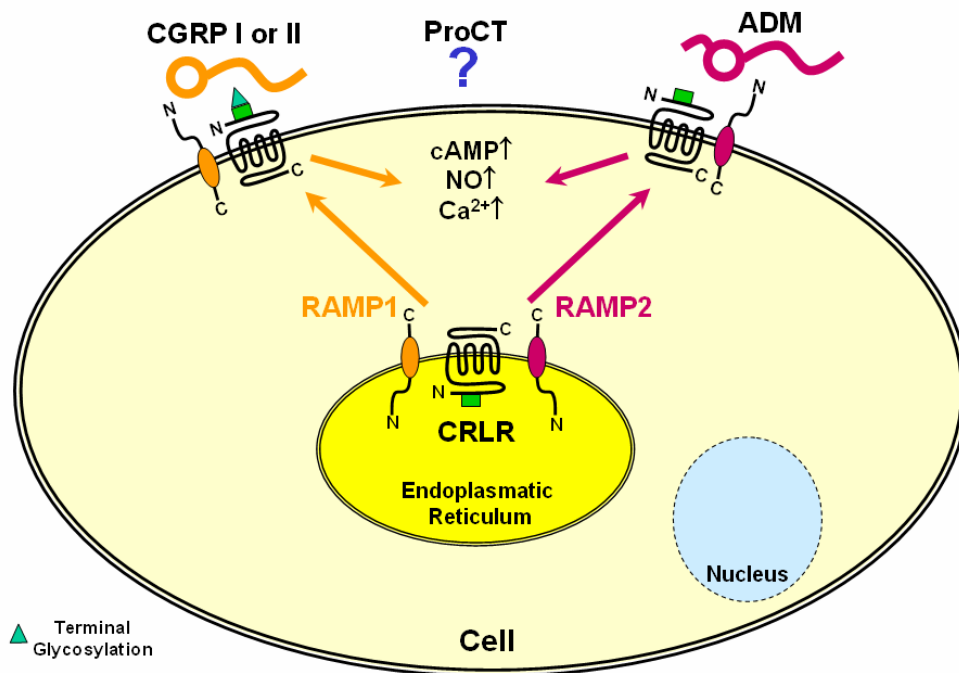 CGRP I or II
ProCT
?
ADM
N
N
C
C
N
N
C
C
cAMP↑
NO↑
Ca²⁺↑
RAMP1
RAMP2
C
C
C
N
N
N
CRLR
Endoplasmatic
Reticulum
Nucleus
Terminal
Glycosylation
Cell